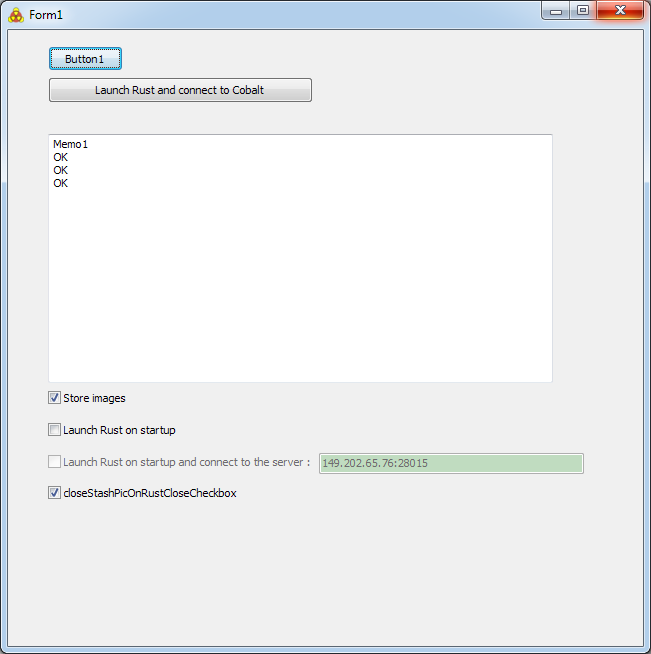 Form1
Button1
Launch Rust and connect to Cobalt
Memo1
OK
OK
OK
Store images
Launch Rust on startup
Launch Rust on startup and connect to the server : 149.202.65.76:28015
closeStashPicOnRustCloseCheckbox